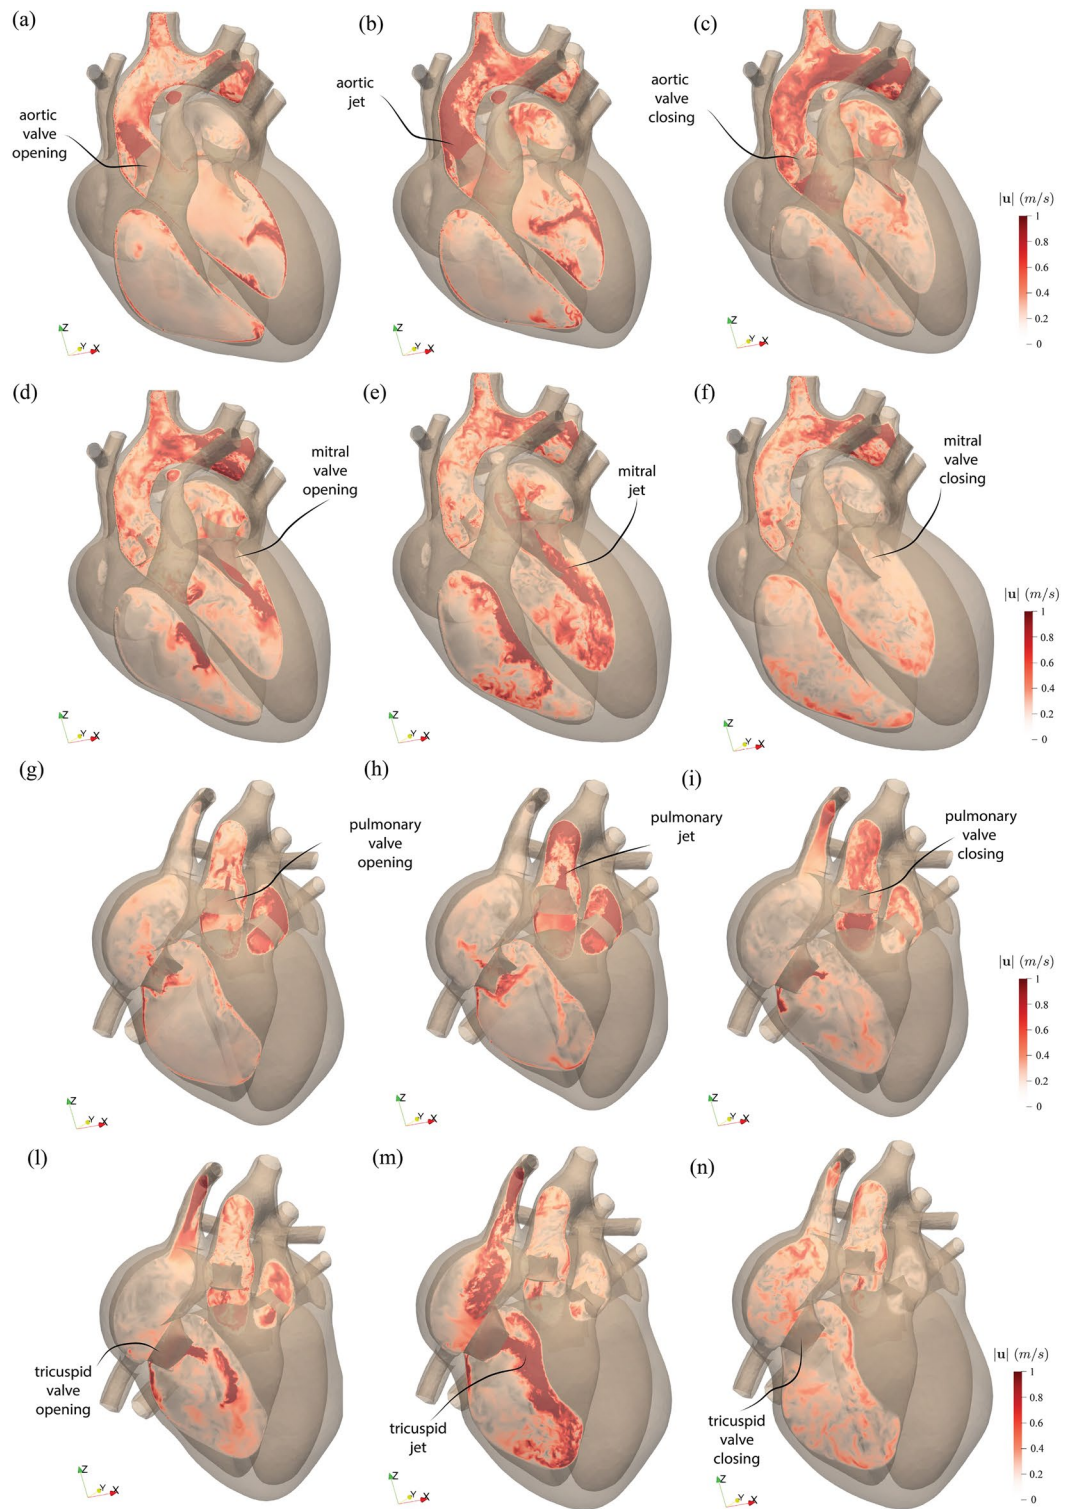 (a)
(b)
(c)
aortic
valve
opening
aortic
jet
aortic
valve
closing
|u| (m/s)
1
0.8
0.6
0.4
0.2
0
Z
Y
X
Z
Y
X
Z
Y
X
(d)
(e)
(f)
mitral
valve
opening
mitral
jet
mitral
valve
closing
|u| (m/s)
1
0.8
0.6
0.4
0.2
0
Z
Y
X
Z
Y
X
Z
Y
X
(g)
(h)
(i)
pulmonary
valve
opening
pulmonary
jet
pulmonary
valve
closing
|u| (m/s)
1
0.8
0.6
0.4
0.2
0
Z
Y
X
Z
Y
X
Z
Y
X
(l)
(m)
(n)
tricuspid
valve
opening
tricuspid
jet
tricuspid
valve
closing
|u| (m/s)
1
0.8
0.6
0.4
0.2
0
Z
Y
X
Z
Y
X
Z
Y
X